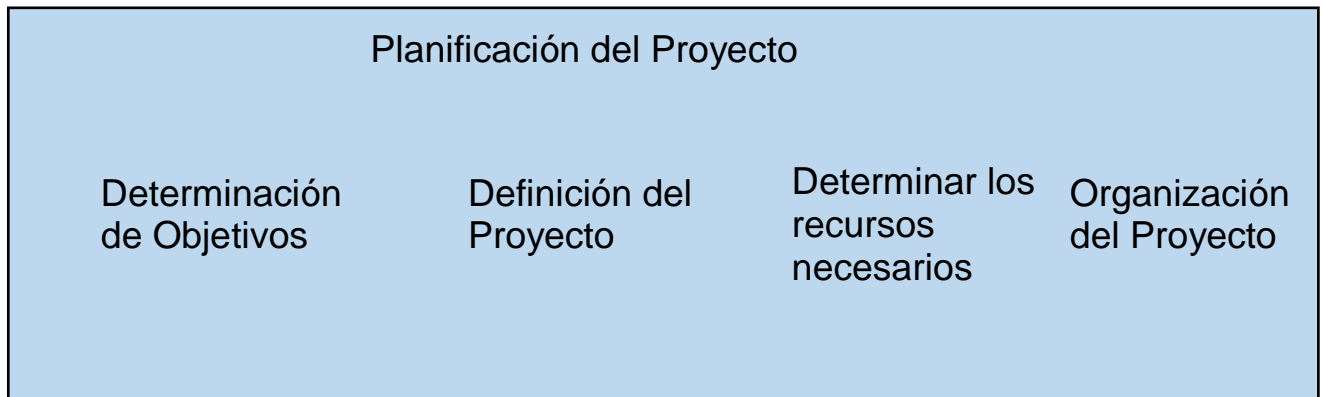 Planificación del Proyecto
Determinación
de Objetivos
Definición del
Proyecto
Determinar los
recursos
necesarios
Organización
del Proyecto